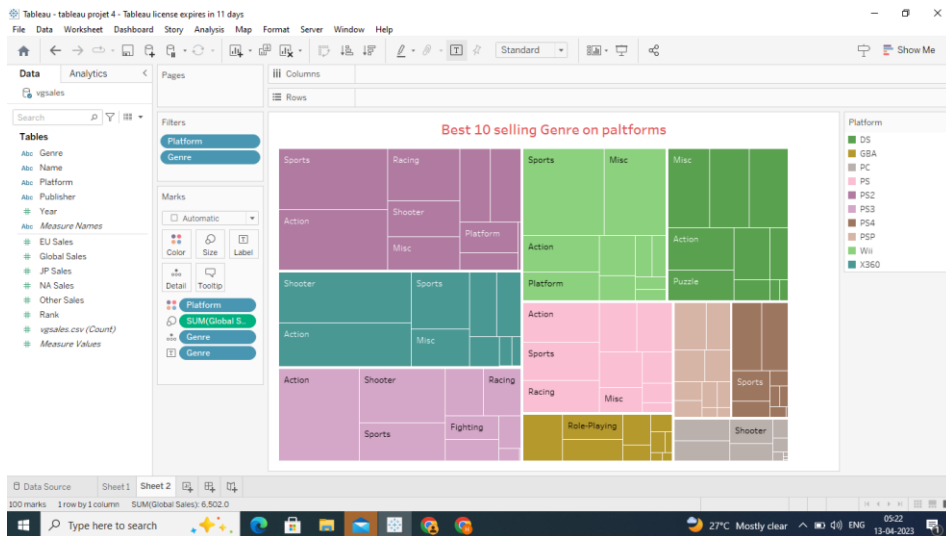 Tableau - tableau projet 4 - Tableau license expires in 11 days
File Data Worksheet Dashboard Story Analysis Map Format Server Window Help
Standard
Show Me
Data Analytics
Pages
Columns
vgsales
Rows
Search
Filters
Platform
Genre
Tables
Abc Genre
Abc Name
Abc Platform
Abc Publisher
# Year
Abc Measure Names
# EU Sales
# Global Sales
# JP Sales
# NA Sales
# Other Sales
# Rank
# vgsales.csv (Count)
# Measure Values
Marks
Automatic
Color Size Label
Detail Tooltip
Platform
SUM(Global S..
Genre
Genre
Best 10 selling Genre on paltforms
Sports Racing
Action Shooter
Misc Platform
Shooter Sports
Action Misc
Action Shooter Racing
Sports Fighting
Sports Misc
Action
Platform
Misc
Action
Puzzle
Action
Sports
Racing Misc
Role-Playing
Sports
Shooter
Platform
DS
GBA
PC
PS
PS2
PS3
PS4
PSP
Wii
X360
Data Source Sheet 1 Sheet 2
100 marks 1 row by 1 column SUM(Global Sales): 6,502.0
Type here to search
27°C Mostly clear ENG
05:22
13-04-2023